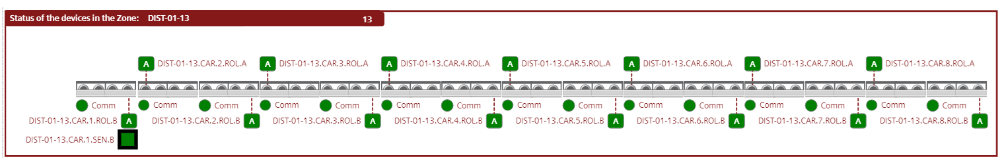 Status of the devices in the Zone: DIST-01-13 13
A DIST-01-13.CAR.2.ROL.A A DIST-01-13.CAR.3.ROL.A A DIST-01-13.CAR.4.ROL.A A DIST-01-13.CAR.5.ROL.A A DIST-01-13.CAR.6.ROL.A A DIST-01-13.CAR.7.ROL.A A DIST-01-13.CAR.8.ROL.A
Comm Comm Comm Comm Comm Comm Comm Comm Comm Comm Comm Comm Comm Comm Comm
DIST-01-13.CAR.1.ROL.B A DIST-01-13.CAR.2.ROL.B A DIST-01-13.CAR.3.ROL.B A DIST-01-13.CAR.4.ROL.B A DIST-01-13.CAR.5.ROL.B A DIST-01-13.CAR.6.ROL.B A DIST-01-13.CAR.7.ROL.B A DIST-01-13.CAR.8.ROL.B A
DIST-01-13.CAR.1.SEN.B